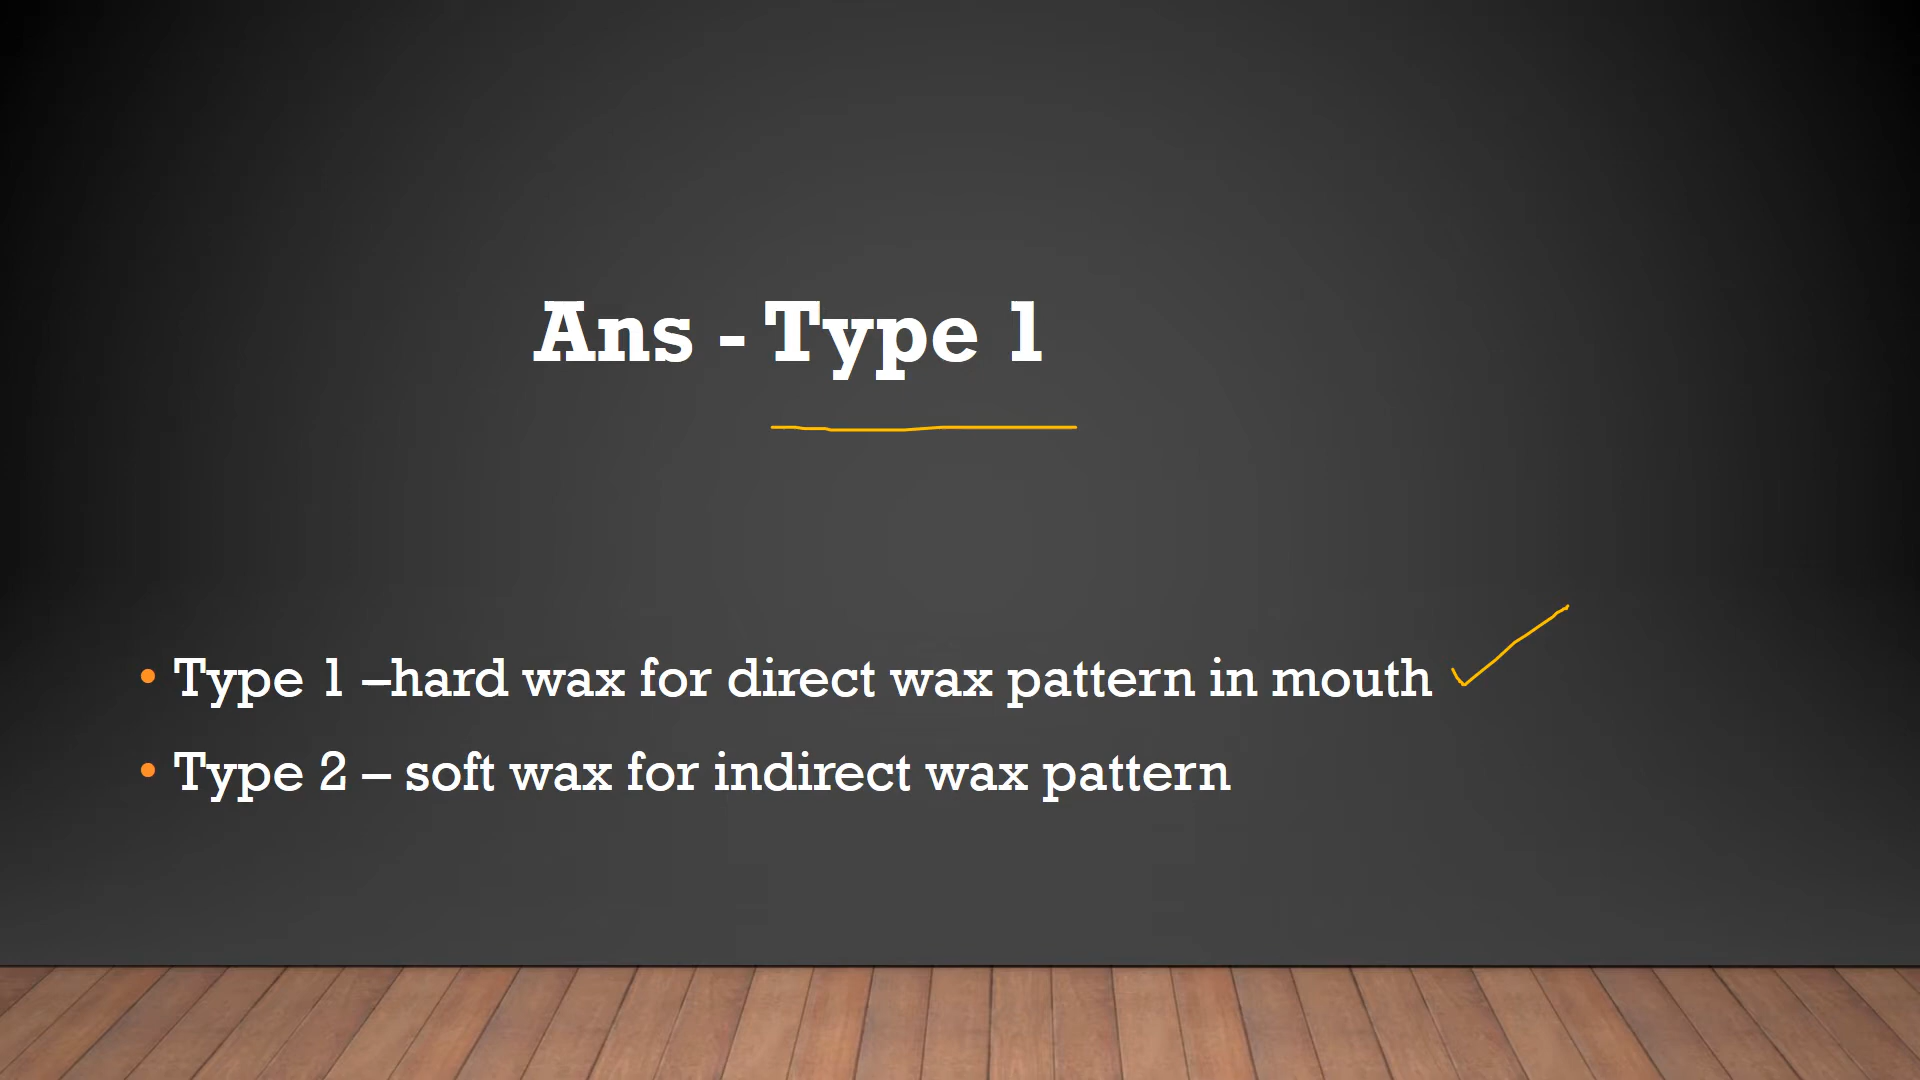 Ans - Type 1
• Type 1 –hard wax for direct wax pattern in mouth
• Type 2 – soft wax for indirect wax pattern